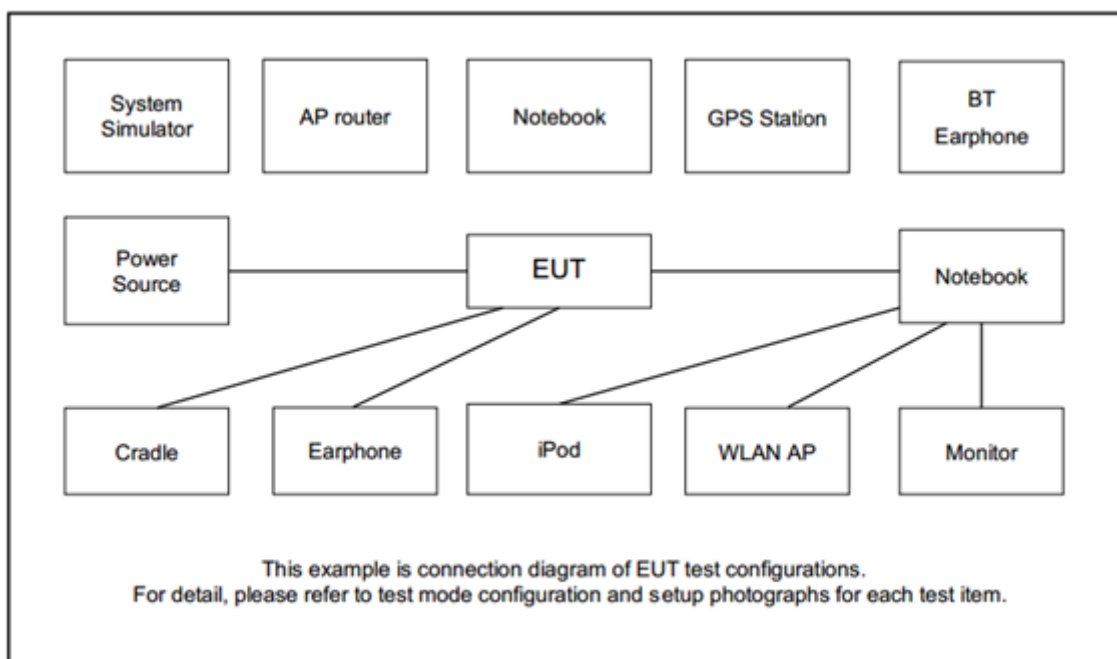 System
Simulator
AP router
Notebook
GPS Station
BT
Earphone
Power
Source
EUT
Notebook
Cradle
Earphone
iPod
WLAN AP
Monitor
This example is connection diagram of EUT test configurations.
For detail, please refer to test mode configuration and setup photographs for each test item.